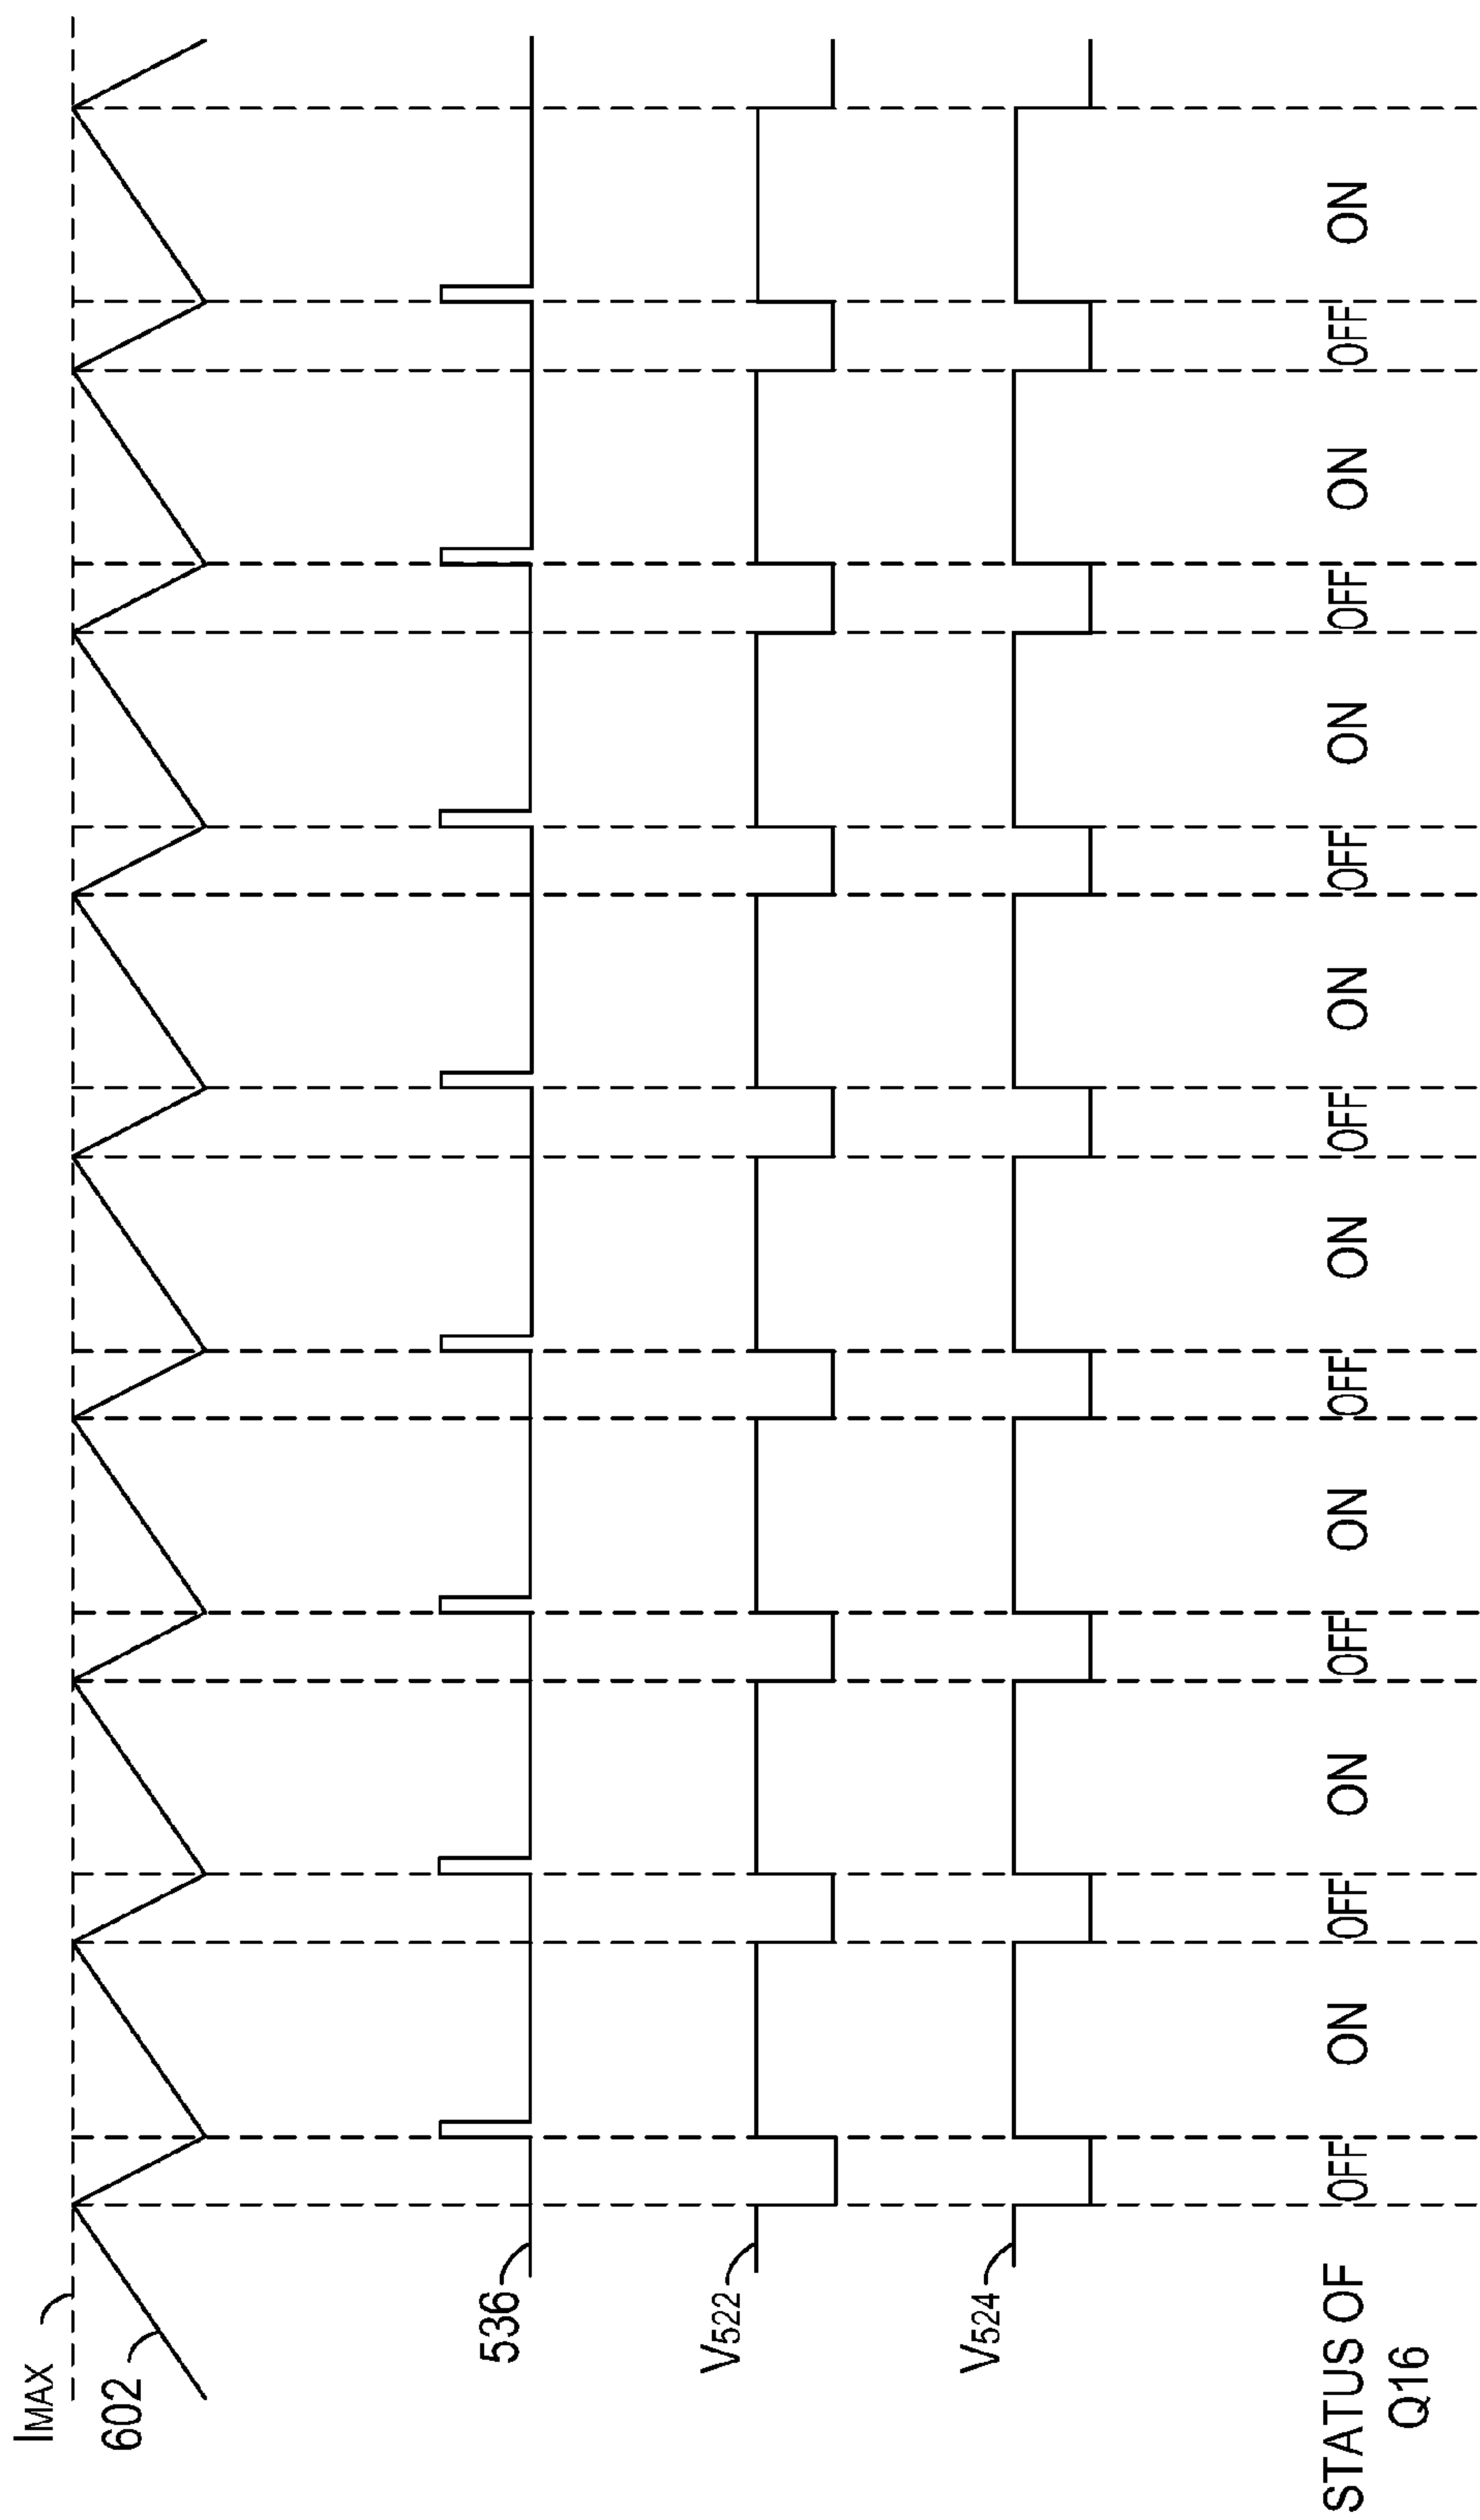 IMAX
602
536
V522
V524
STATUS OF OFF ON OFF ON OFF ON OFF ON OFF ON OFF ON OFF ON OFF ON
Q16